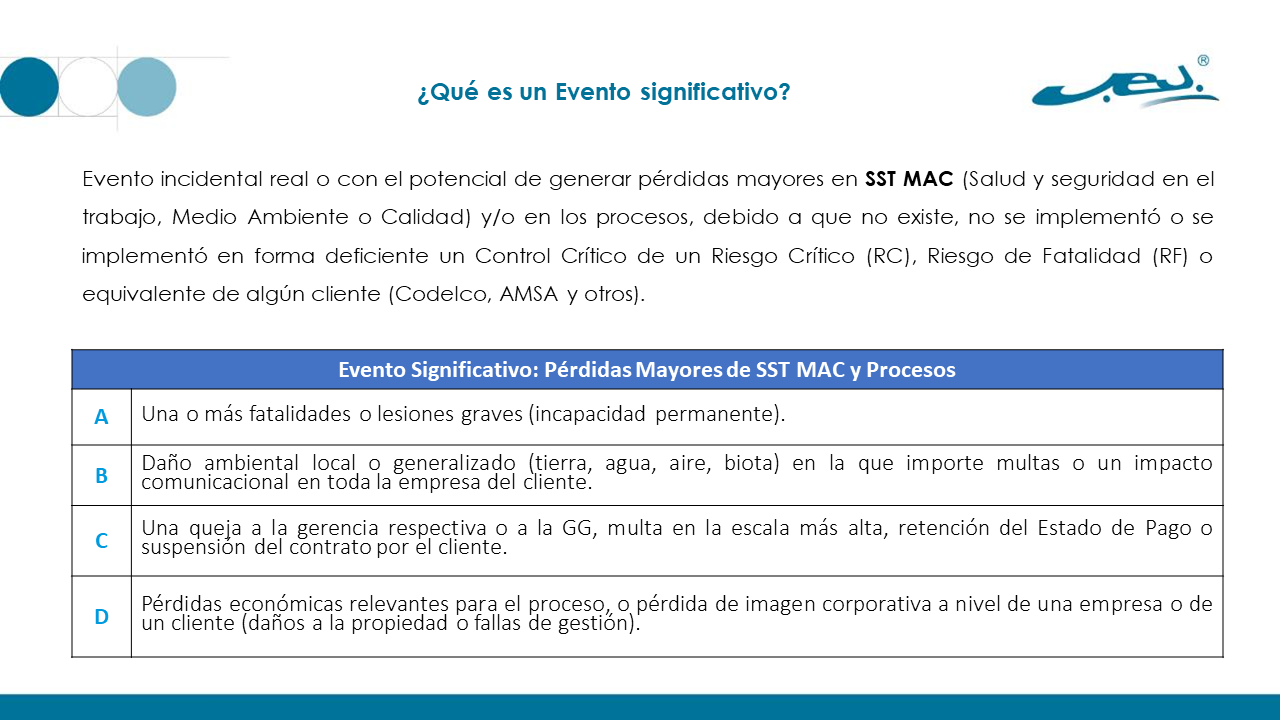 ¿Qué es un Evento significativo?
®
Evento incidental real o con el potencial de generar pérdidas mayores en SST MAC (Salud y seguridad en el
trabajo, Medio Ambiente o Calidad) y/o en los procesos, debido a que no existe, no se implementó o se
implementó en forma deficiente un Control Crítico de un Riesgo Crítico (RC), Riesgo de Fatalidad (RF) o
equivalente de algún cliente (Codelco, AMSA y otros).
Evento Significativo: Pérdidas Mayores de SST MAC y Procesos
A
Una o más fatalidades o lesiones graves (incapacidad permanente).
B
Daño ambiental local o generalizado (tierra, agua, aire, biota) en la que importe multas o un impacto
comunicacional en toda la empresa del cliente.
C
Una queja a la gerencia respectiva o a la GG, multa en la escala más alta, retención del Estado de Pago o
suspensión del contrato por el cliente.
D
Pérdidas económicas relevantes para el proceso, o pérdida de imagen corporativa a nivel de una empresa o de
un cliente (daños a la propiedad o fallas de gestión).